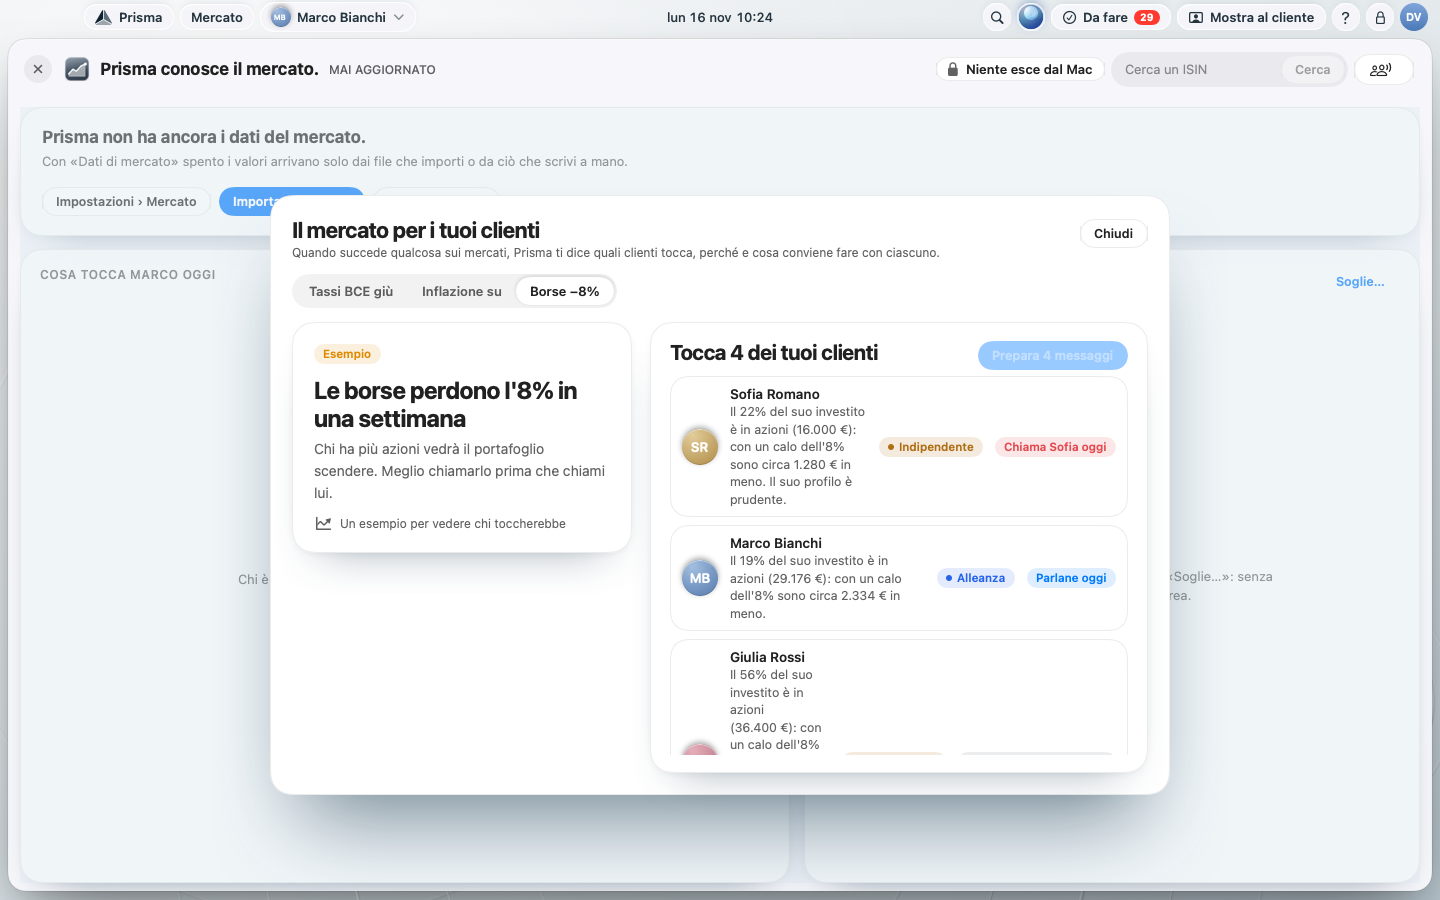 Prisma
Mercato
MB Marco Bianchi
lun 16 nov 10:24
Da fare 29
Mostra al cliente
?
DV
Prisma conosce il mercato. MAI AGGIORNATO
Niente esce dal Mac
Cerca un ISIN
Cerca
Prisma non ha ancora i dati del mercato.
Con «Dati di mercato» spento i valori arrivano solo dai file che importi o da ciò che scrivi a mano.
Impostazioni › Mercato
COSA TOCCA MARCO OGGI
Soglie...
Chi è
«Soglie...»: senza
Il mercato per i tuoi clienti
Quando succede qualcosa sui mercati, Prisma ti dice quali clienti tocca, perché e cosa conviene fare con ciascuno.
Chiudi
Tassi BCE giù
Inflazione su
Borse −8%
Esempio
Le borse perdono l'8% in
una settimana
Chi ha più azioni vedrà il portafoglio
scendere. Meglio chiamarlo prima che chiami
lui.
Un esempio per vedere chi toccherebbe
Tocca 4 dei tuoi clienti
Prepara 4 messaggi
SR
Sofia Romano
Il 22% del suo investito
è in azioni (16.000 €):
con un calo dell'8%
sono circa 1.280 € in
meno. Il suo profilo è
prudente.
Indipendente
Chiama Sofia oggi
MB
Marco Bianchi
Il 19% del suo investito è in
azioni (29.176 €): con un calo
dell'8% sono circa 2.334 € in
meno.
Alleanza
Parlane oggi
Giulia Rossi
Il 56% del suo
investito è in
azioni
(36.400 €): con
un calo dell'8%